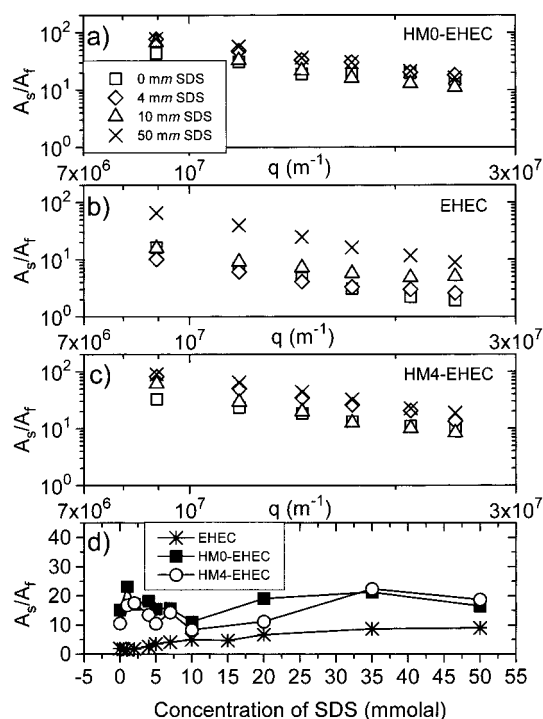 a) HM0-EHEC
A_s/A_f
10^2
10^1
10^0
0 mm SDS
4 mm SDS
10 mm SDS
50 mm SDS
7x10^6 10^7 q (m^-1) 3x10^7
b) EHEC
A_s/A_f
10^2
10^1
10^0
7x10^6 10^7 q (m^-1) 3x10^7
c) HM4-EHEC
A_s/A_f
10^2
10^1
10^0
7x10^6 10^7 q (m^-1) 3x10^7
d)
EHEC
HM0-EHEC
HM4-EHEC
A_s/A_f
40
30
20
10
0
-5 0 5 10 15 20 25 30 35 40 45 50 55
Concentration of SDS (mmolal)